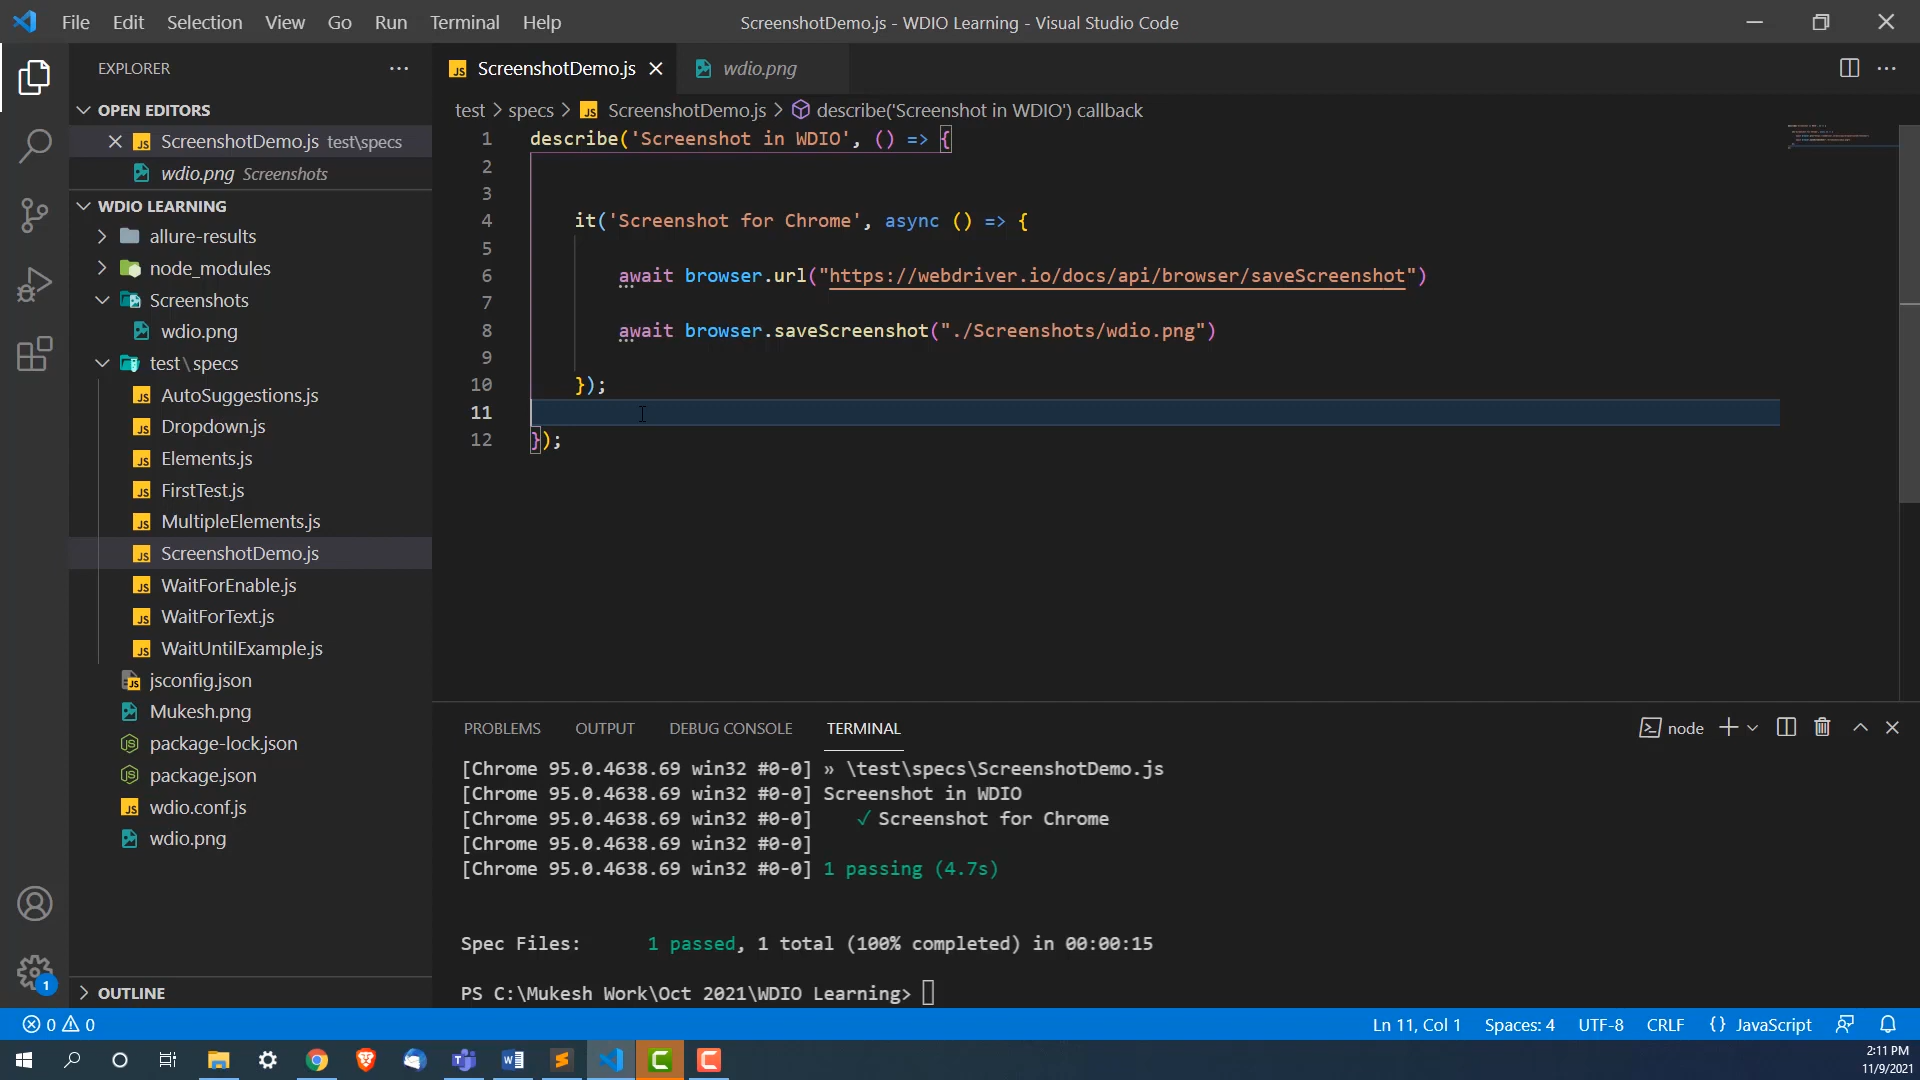 File Edit Selection View Go Run Terminal Help
ScreenshotDemo.js - WDIO Learning - Visual Studio Code
EXPLORER
OPEN EDITORS
ScreenshotDemo.js test\specs
wdio.png Screenshots
WDIO LEARNING
allure-results
node_modules
Screenshots
wdio.png
test\specs
AutoSuggestions.js
Dropdown.js
Elements.js
FirstTest.js
MultipleElements.js
ScreenshotDemo.js
WaitForEnable.js
WaitForText.js
WaitUntilExample.js
jsconfig.json
Mukesh.png
package-lock.json
package.json
wdio.conf.js
wdio.png
OUTLINE
ScreenshotDemo.js
wdio.png
test > specs > ScreenshotDemo.js > describe('Screenshot in WDIO') callback
1 describe('Screenshot in WDIO', () => {
2
3
4 it('Screenshot for Chrome', async () => {
5
6 await browser.url("https://webdriver.io/docs/api/browser/saveScreenshot")
7
8 await browser.saveScreenshot("./Screenshots/wdio.png")
9
10 });
11
12 });
PROBLEMS OUTPUT DEBUG CONSOLE TERMINAL
node
[Chrome 95.0.4638.69 win32 #0-0] » \test\specs\ScreenshotDemo.js
[Chrome 95.0.4638.69 win32 #0-0] Screenshot in WDIO
[Chrome 95.0.4638.69 win32 #0-0] ✓ Screenshot for Chrome
[Chrome 95.0.4638.69 win32 #0-0]
[Chrome 95.0.4638.69 win32 #0-0] 1 passing (4.7s)
Spec Files: 1 passed, 1 total (100% completed) in 00:00:15
PS C:\Mukesh Work\Oct 2021\WDIO Learning>
1
0 0
Ln 11, Col 1 Spaces: 4 UTF-8 CRLF {} JavaScript
2:11 PM
11/9/2021